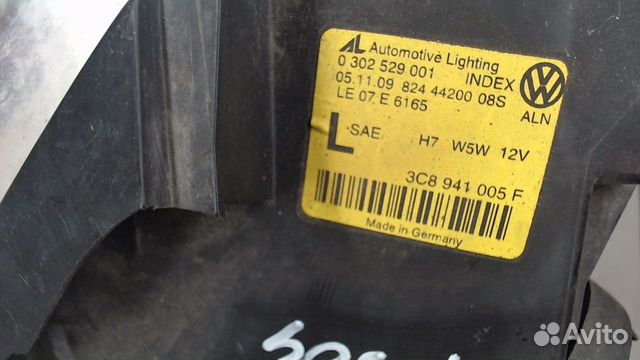 AL Automotive Lighting
0 302 529 001 INDEX
05.11.09 824 44200 08S
LE 07 E 6165
ALN
L SAE H7 W5W 12V
3C8 941 005 F
Made in Germany
Avito